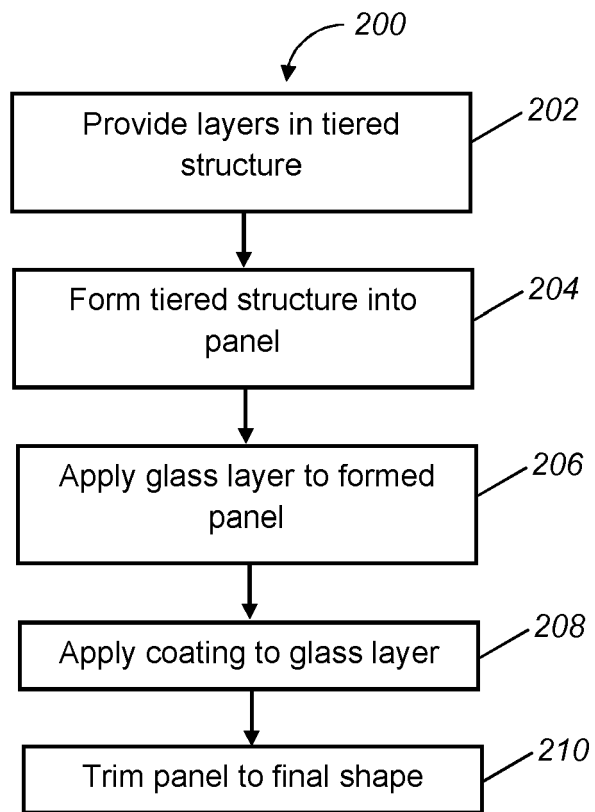 200
Provide layers in tiered
structure
202
Form tiered structure into
panel
204
Apply glass layer to formed
panel
206
Apply coating to glass layer
208
Trim panel to final shape
210